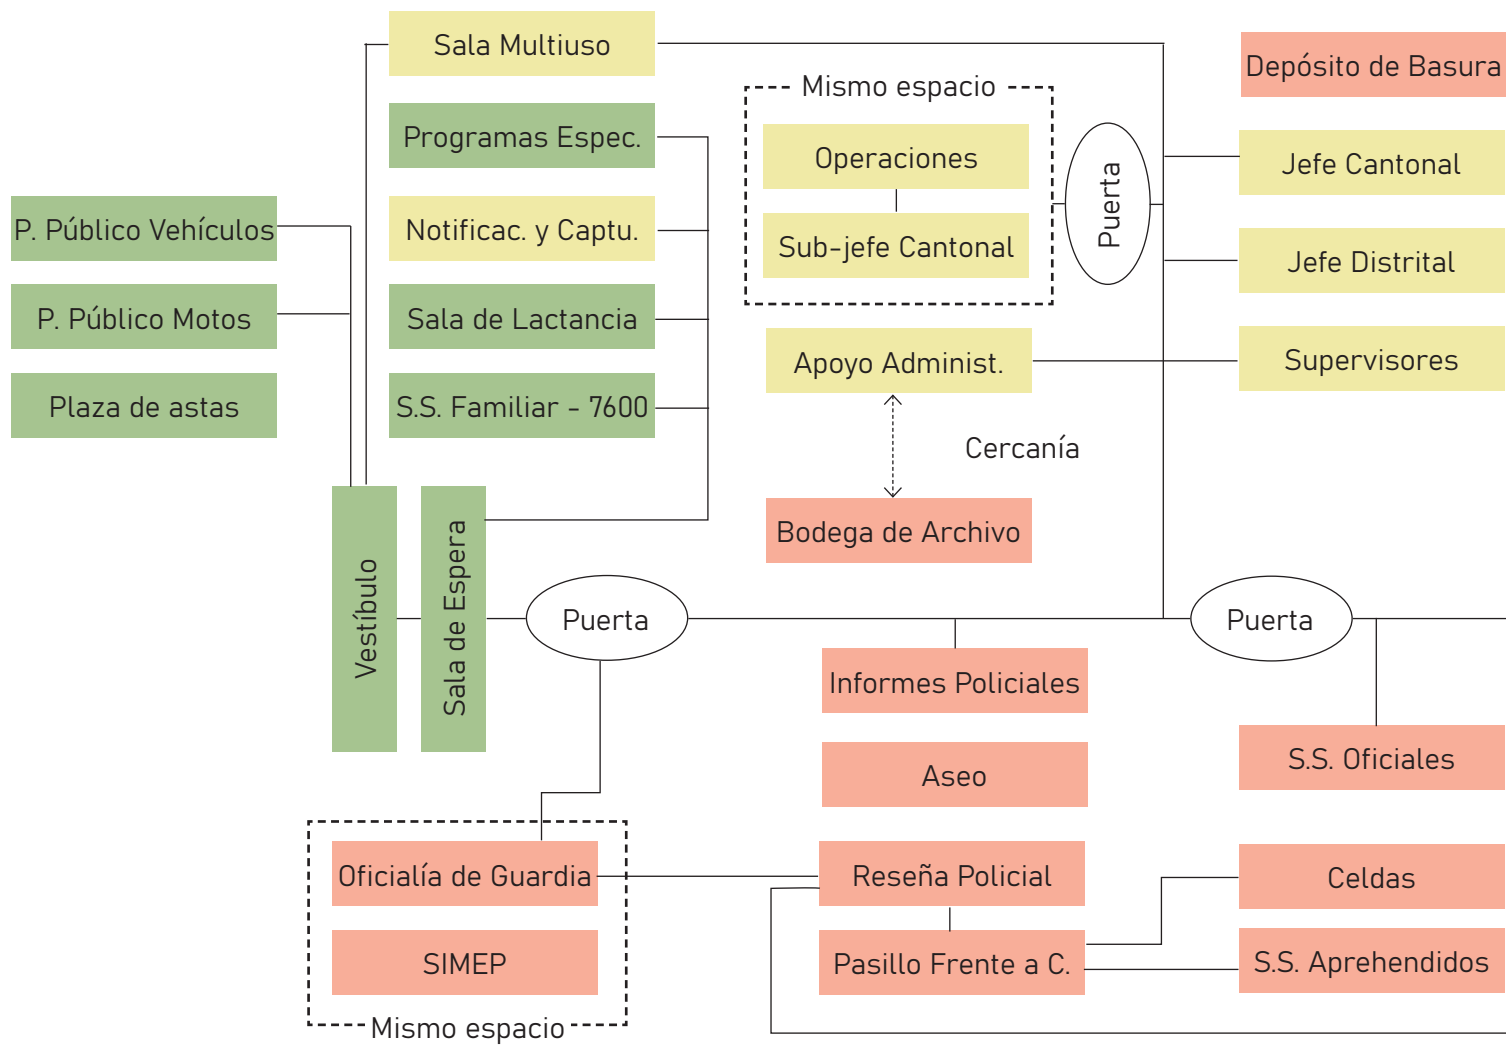 Sala Multiuso
Depósito de Basura
Mismo espacio
Programas Espec.
Operaciones
Puerta
Jefe Cantonal
P. Público Vehículos
Notificac. y Captu.
Sub-jefe Cantonal
Jefe Distrital
P. Público Motos
Sala de Lactancia
Apoyo Administ.
Supervisores
Plaza de astas
S.S. Familiar - 7600
Cercanía
Bodega de Archivo
Vestíbulo
Sala de Espera
Puerta
Puerta
Informes Policiales
Aseo
S.S. Oficiales
Oficialía de Guardia
Reseña Policial
Celdas
SIMEP
Pasillo Frente a C.
S.S. Aprehendidos
Mismo espacio